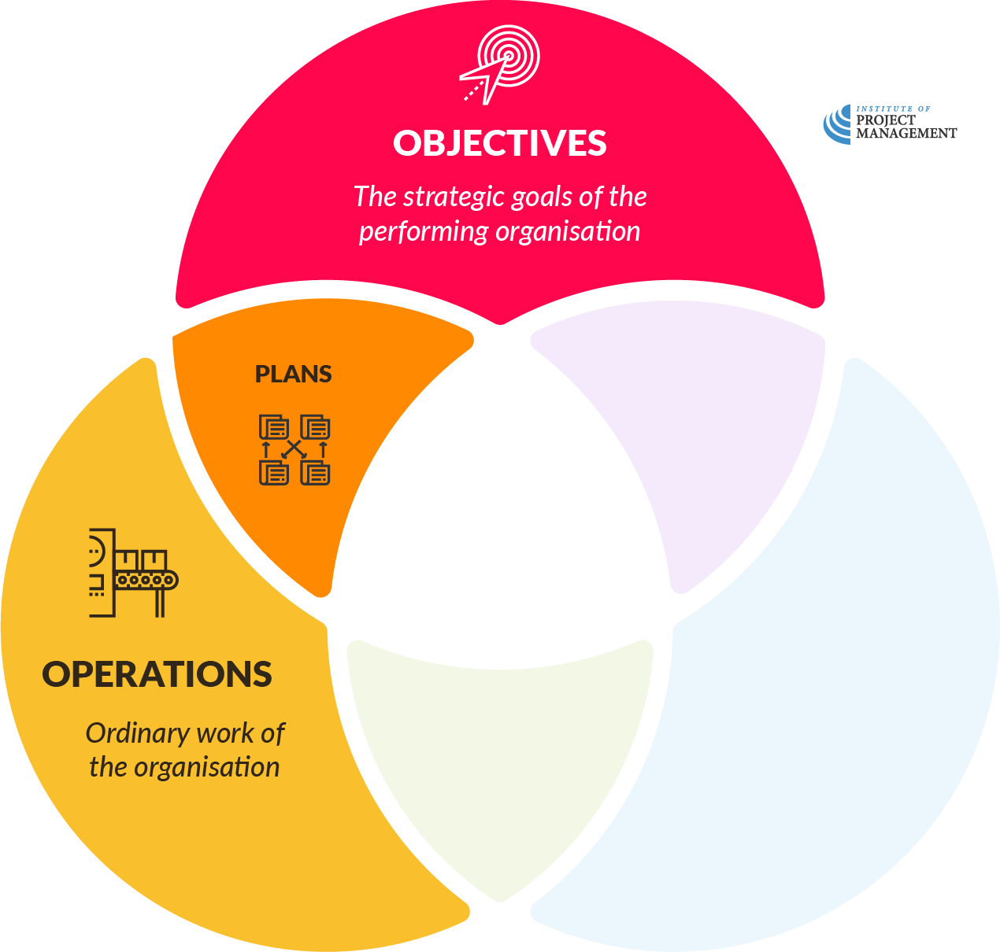 INSTITUTE OF
PROJECT
MANAGEMENT
OBJECTIVES
The strategic goals of the
performing organisation
PLANS
OPERATIONS
Ordinary work of
the organisation